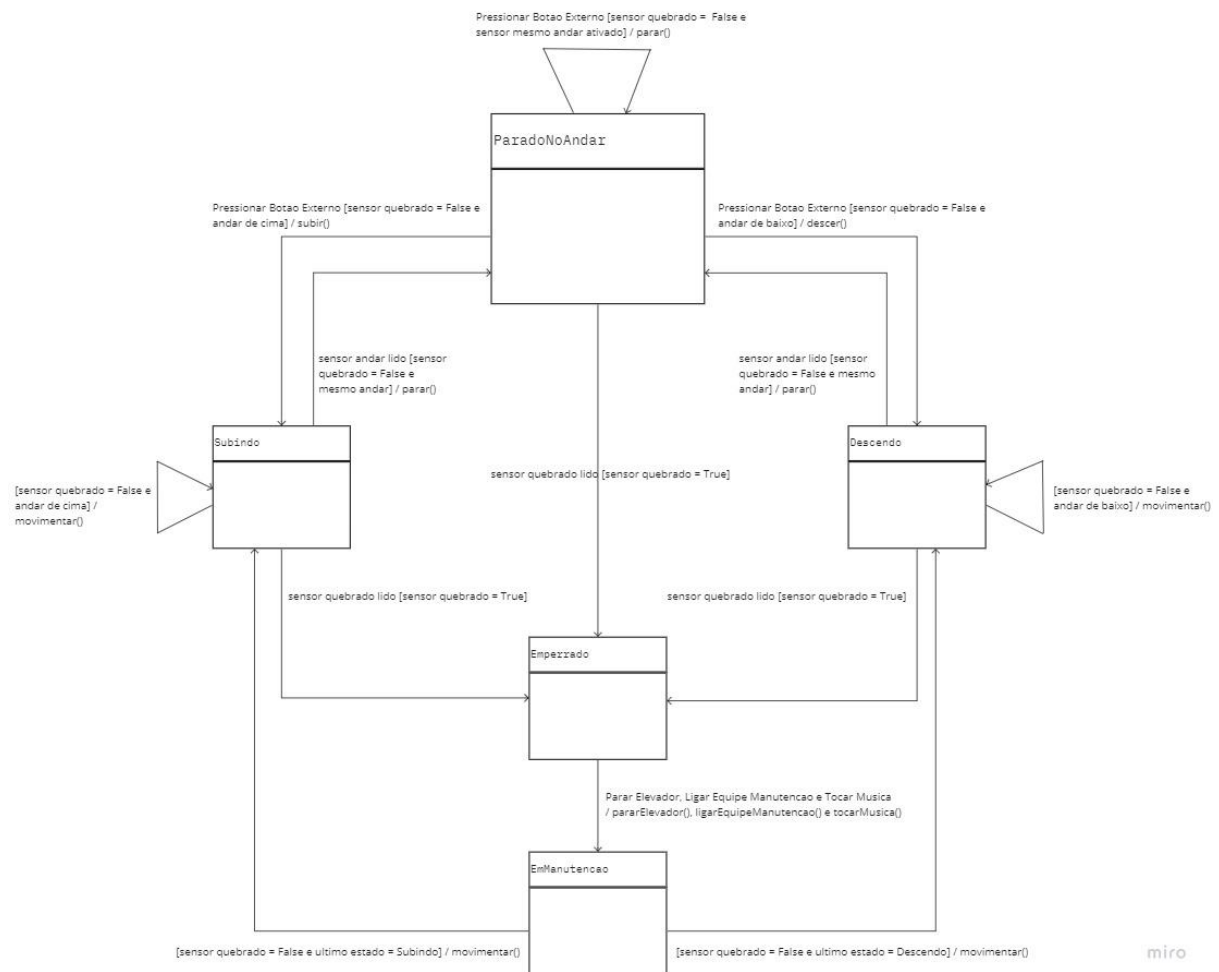 Pressionar Botao Externo [sensor quebrado = False e
sensor mesmo andar ativado] / parar()
ParadoNoAndar
Pressionar Botao Externo [sensor quebrado = False e
andar de cima] / subir()
Pressionar Botao Externo [sensor quebrado = False e
andar de baixo] / descer()
sensor andar lido [sensor
quebrado = False e
mesmo andar] / parar()
sensor andar lido [sensor
quebrado = False e mesmo
andar] / parar()
Subindo
Descendo
sensor quebrado lido [sensor quebrado = True]
[sensor quebrado = False e
andar de cima] /
movimentar()
[sensor quebrado = False e
andar de baixo] / movimentar()
sensor quebrado lido [sensor quebrado = True]
sensor quebrado lido [sensor quebrado = True]
Emperrado
Parar Elevador, Ligar Equipe Manutencao e Tocar Musica
/ pararElevador(), ligarEquipeManutencao() e tocarMusica()
EmManutencao
[sensor quebrado = False e ultimo estado = Subindo] / movimentar()
[sensor quebrado = False e ultimo estado = Descendo] / movimentar()
miro